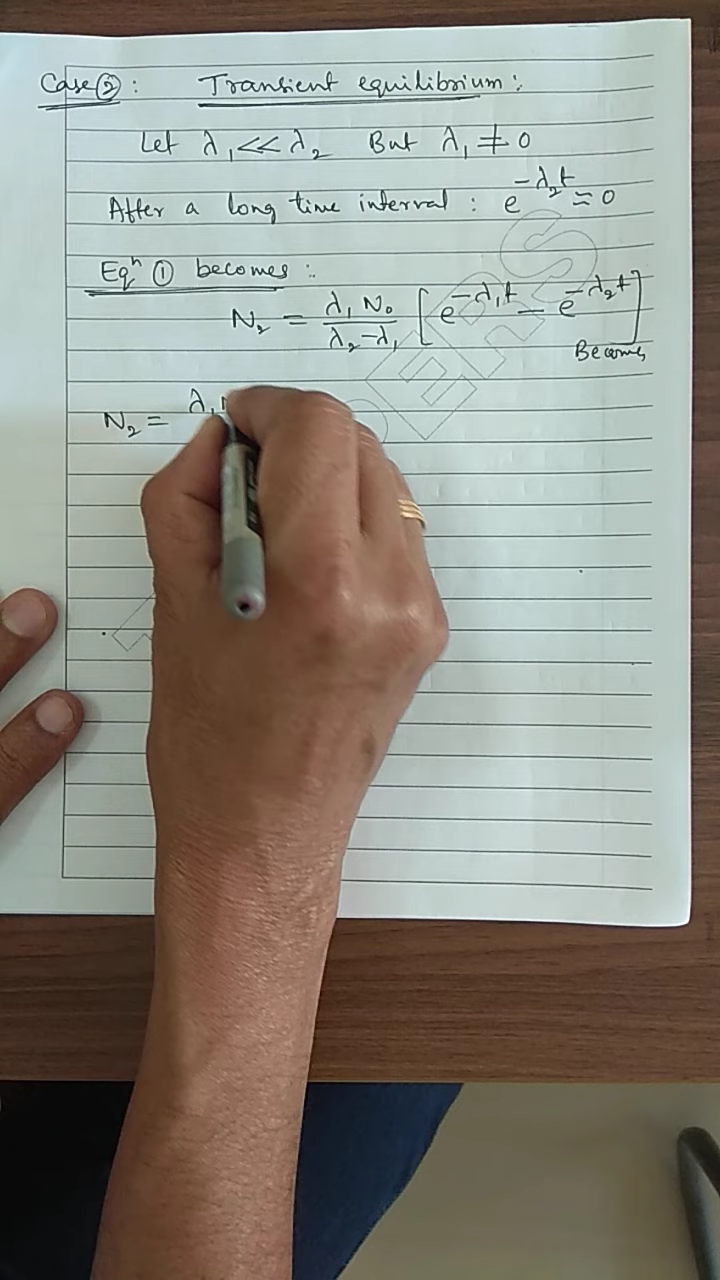 Case ② : Transient equilibrium :
Let λ₁ << λ₂ But λ₁ ≠ 0
After a long time interval : e^{-λ₂t} ≈ 0
Eqⁿ ① becomes :
N₂ = λ₁ N₀ / λ₂ - λ₁ [ e^{-λ₁t} - e^{-λ₂t} ]
Becomes
N₂ = λ₁